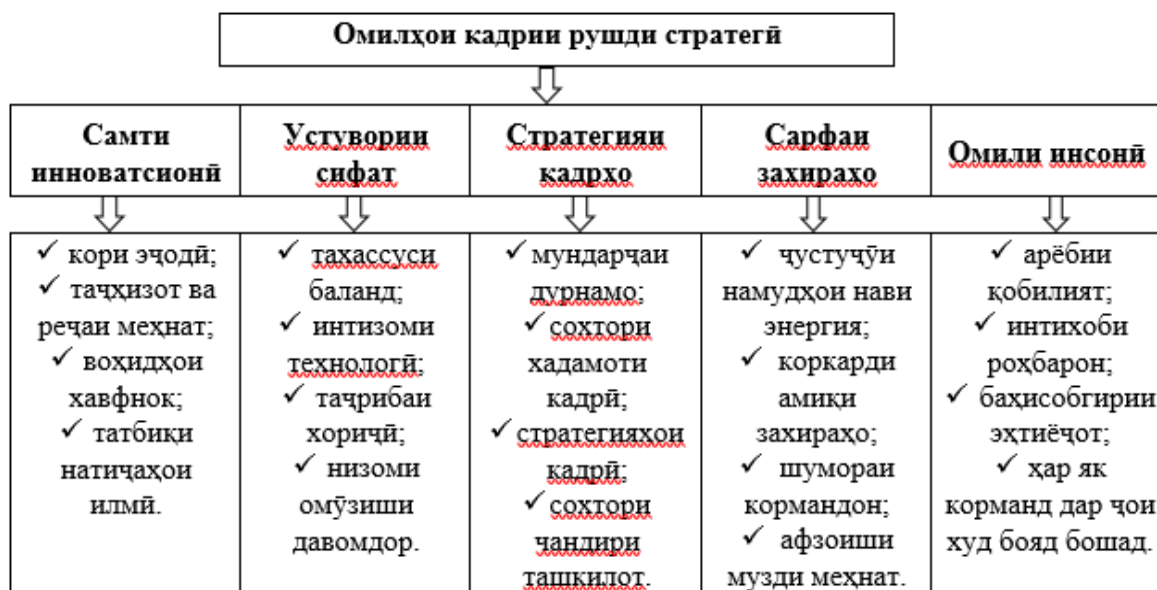 Омилҳои кадрии рушди стратегӣ
Самти
инноватсионӣ
Устувории
сифат
Стратегияи
кадрҳо
Сарфаи
захираҳо
Омили инсонӣ
✓ кори эҷодӣ;
✓ таҷҳизот ва
реҷаи меҳнат;
✓ воҳидҳои
хавфнок;
✓ татбиқи
натиҷаҳои
илмӣ.
✓ тахассуси
баланд;
✓ интизоми
технологӣ;
✓ таҷрибаи
хориҷӣ;
✓ низоми
омӯзиши
давомдор.
✓ мундарҷаи
дурнамо;
✓ сохтори
хадамоти
кадрӣ;
✓ стратегияҳои
кадрӣ;
✓ сохтори
чандири
ташкилот.
✓ ҷустуҷӯи
намудҳои нави
энергия;
✓ коркарди
амиқи
захираҳо;
✓ шумораи
кормандон;
✓ афзоиши
музди меҳнат.
✓ арёбии
қобилият;
✓ интихоби
роҳбарон;
✓ баҳисобгирии
эҳтиёҷот;
✓ ҳар як
корманд дар ҷои
худ бояд бошад.